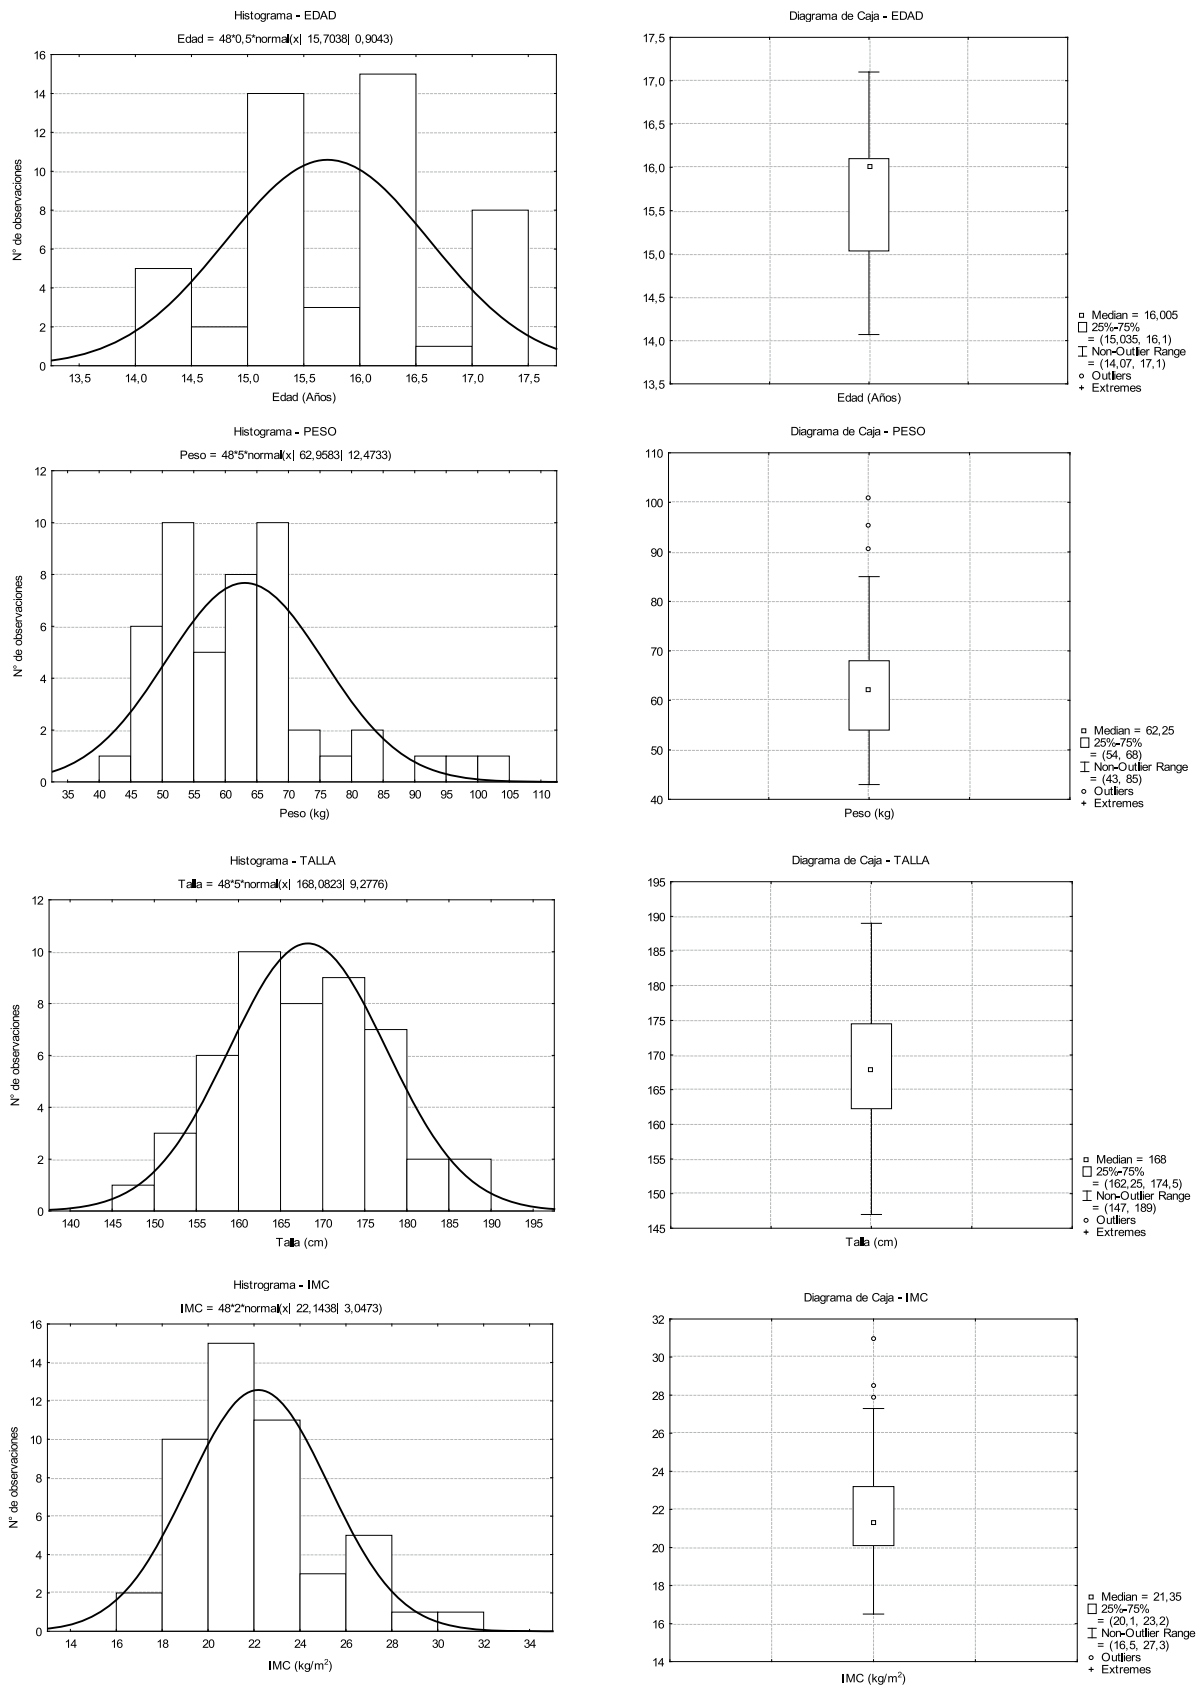 Histograma - EDAD
Edad = 48*0,5*normal(x| 15,7038| 0,9043)
16
14
12
10
8
6
4
2
0
N° de observaciones
13,5 14,0 14,5 15,0 15,5 16,0 16,5 17,0 17,5
Edad (Años)
Diagrama de Caja - EDAD
17,5
17,0
16,5
16,0
15,5
15,0
14,5
14,0
13,5
Edad (Años)
Median = 16,005
25%-75%
= (15,035, 16,1)
Non-Outlier Range
= (14,07, 17,1)
Outliers
Extremes
Histograma - PESO
Peso = 48*5*normal(x| 62,9583| 12,4733)
12
10
8
6
4
2
0
N° de observaciones
35 40 45 50 55 60 65 70 75 80 85 90 95 100 105 110
Peso (kg)
Diagrama de Caja - PESO
110
100
90
80
70
60
50
40
Peso (kg)
Median = 62,25
25%-75%
= (54, 68)
Non-Outlier Range
= (43, 85)
Outliers
Extremes
Histograma - TALLA
Talla = 48*5*normal(x| 168,0823| 9,2776)
12
10
8
6
4
2
0
N° de observaciones
140 145 150 155 160 165 170 175 180 185 190 195
Talla (cm)
Diagrama de Caja - TALLA
195
190
185
180
175
170
165
160
155
150
145
Talla (cm)
Median = 168
25%-75%
= (162,25, 174,5)
Non-Outlier Range
= (147, 189)
Outliers
Extremes
Histrograma - IMC
IMC = 48*2*normal(x| 22,1438| 3,0473)
16
14
12
10
8
6
4
2
0
N° de observaciones
14 16 18 20 22 24 26 28 30 32 34
IMC (kg/m²)
Diagrama de Caja - IMC
32
30
28
26
24
22
20
18
16
14
IMC (kg/m²)
Median = 21,35
25%-75%
= (20,1, 23,2)
Non-Outlier Range
= (16,5, 27,3)
Outliers
Extremes